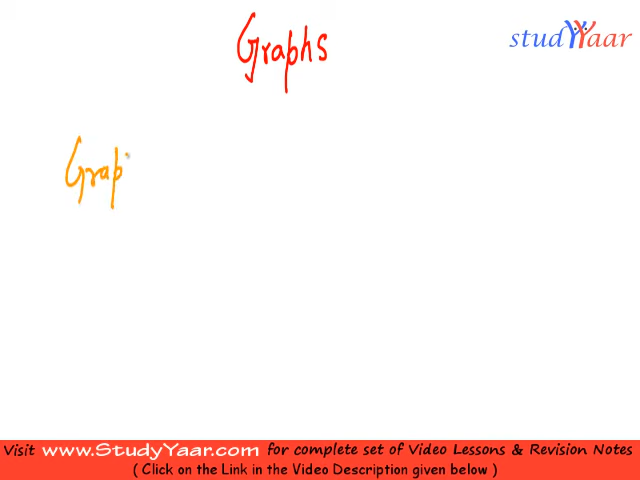 Graphs
studYYaar
Grap
Visit www.StudyYaar.com for complete set of Video Lessons & Revision Notes
( Click on the Link in the Video Description given below )